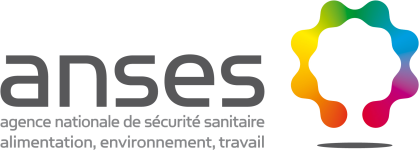 anses
agence nationale de sécurité sanitaire
alimentation, environnement, travail